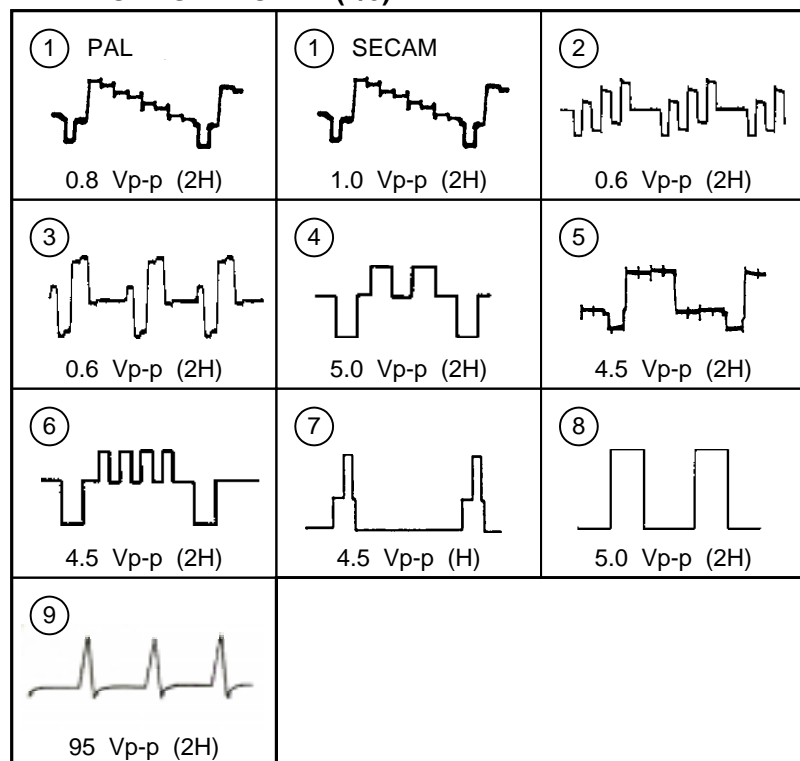 ① PAL
0.8 Vp-p (2H)
① SECAM
1.0 Vp-p (2H)
②
0.6 Vp-p (2H)
③
0.6 Vp-p (2H)
④
5.0 Vp-p (2H)
⑤
4.5 Vp-p (2H)
⑥
4.5 Vp-p (2H)
⑦
4.5 Vp-p (H)
⑧
5.0 Vp-p (2H)
⑨
95 Vp-p (2H)